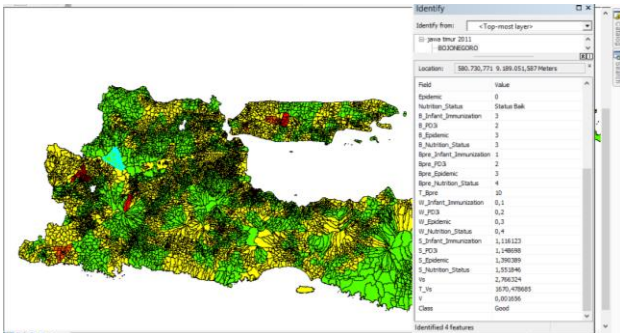 Identify
Identify from: <Top-most layer>
jawa timur 2011
BOJONEGORO
Location: 580.730,771 9.189.051,587 Meters
Field Value
Epidemic 0
Nutrition_Status Status Baik
B_Infant_Immunization 3
B_PD3i 2
B_Epidemic 3
B_Nutrition_Status 3
Bpre_Infant_Immunization 1
Bpre_PD3i 2
Bpre_Epidemic 3
Bpre_Nutrition_Status 4
T_Bpre 10
W_Infant_Immunization 0,1
W_PD3i 0,2
W_Epidemic 0,3
W_Nutrition_Status 0,4
S_Infant_Immunization 1,116123
S_PD3i 1,148698
S_Epidemic 1,390389
S_Nutrition_Status 1,551846
Vs 2,766324
T_Vs 1670,478685
V 0,001656
Class Good
Identified 4 features
Catalog
Search